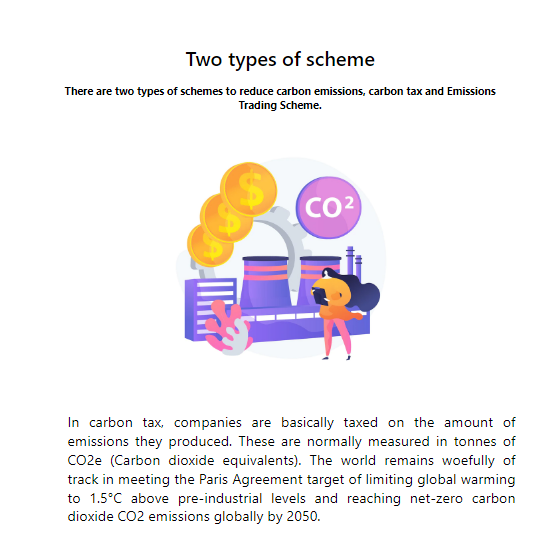 Two types of scheme
There are two types of schemes to reduce carbon emissions, carbon tax and Emissions
Trading Scheme.
$
$
$
CO²
In carbon tax, companies are basically taxed on the amount of
emissions they produced. These are normally measured in tonnes of
CO2e (Carbon dioxide equivalents). The world remains woefully of
track in meeting the Paris Agreement target of limiting global warming
to 1.5°C above pre-industrial levels and reaching net-zero carbon
dioxide CO2 emissions globally by 2050.